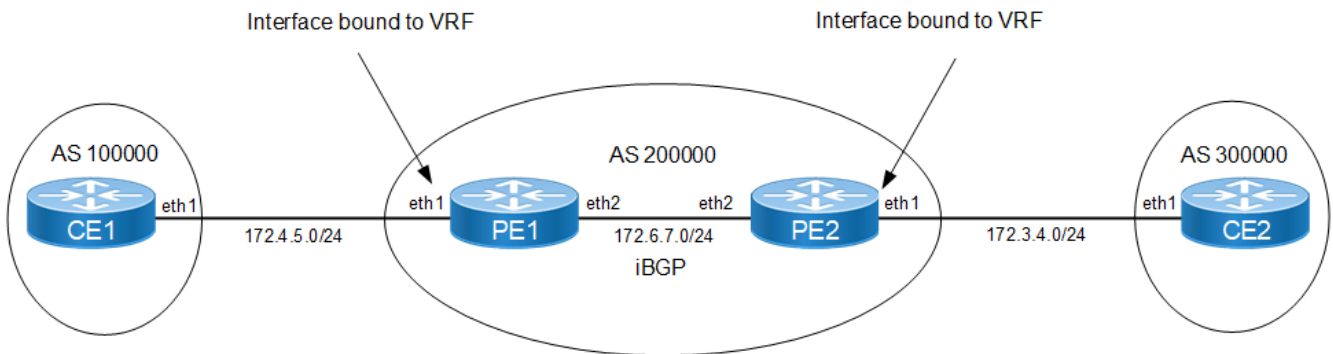 Interface bound to VRF
Interface bound to VRF
AS 100000
AS 200000
AS 300000
eth1
eth1
eth2
eth2
eth1
eth1
CE1
PE1
PE2
CE2
172.4.5.0/24
172.6.7.0/24
172.3.4.0/24
iBGP